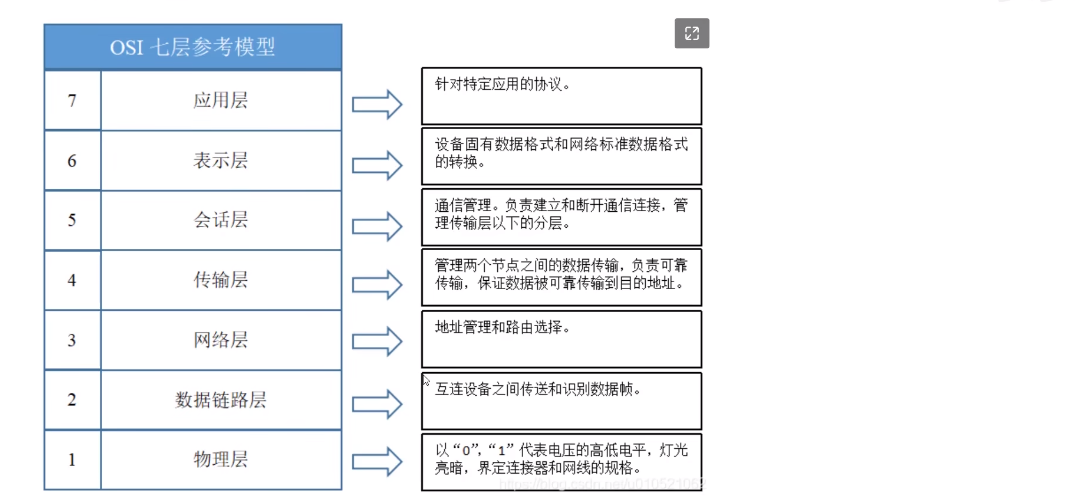 OSI 七层参考模型
7
应用层
针对特定应用的协议。
6
表示层
设备固有数据格式和网络标准数据格式
的转换。
5
会话层
通信管理。负责建立和断开通信连接，管
理传输层以下的分层。
4
传输层
管理两个节点之间的数据传输，负责可靠
传输，保证数据被可靠传输到目的地址。
3
网络层
地址管理和路由选择。
2
数据链路层
互连设备之间传送和识别数据帧。
1
物理层
以“0”，“1”代表电压的高低电平，灯光
亮暗，界定连接器和网线的规格。
https://blog.csdn.net/u010521052